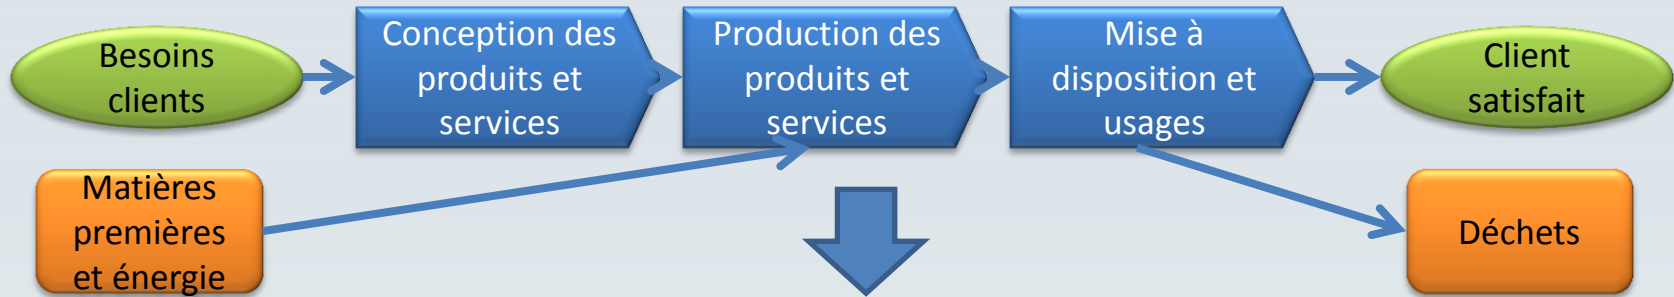 Besoins
clients
Conception des
produits et
services
Production des
produits et
services
Mise à
disposition et
usages
Client
satisfait
Matières
premières
et énergie
Déchets